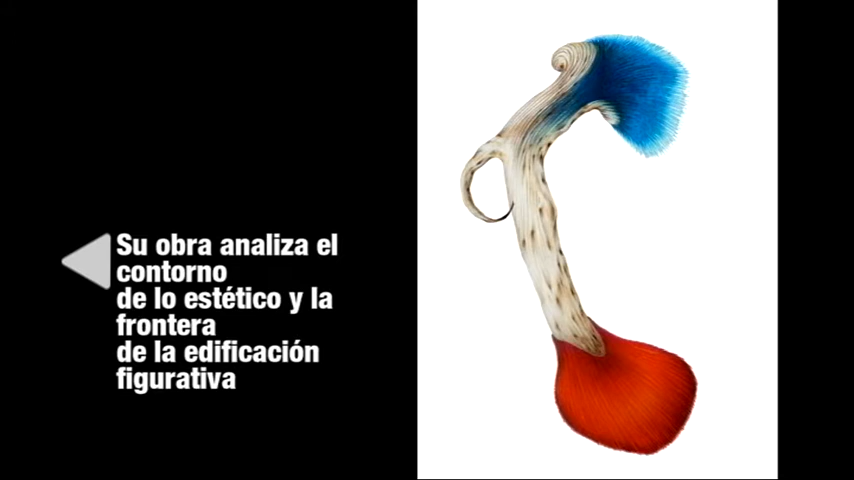 Su obra analiza el
contorno
de lo estético y la
frontera
de la edificación
figurativa